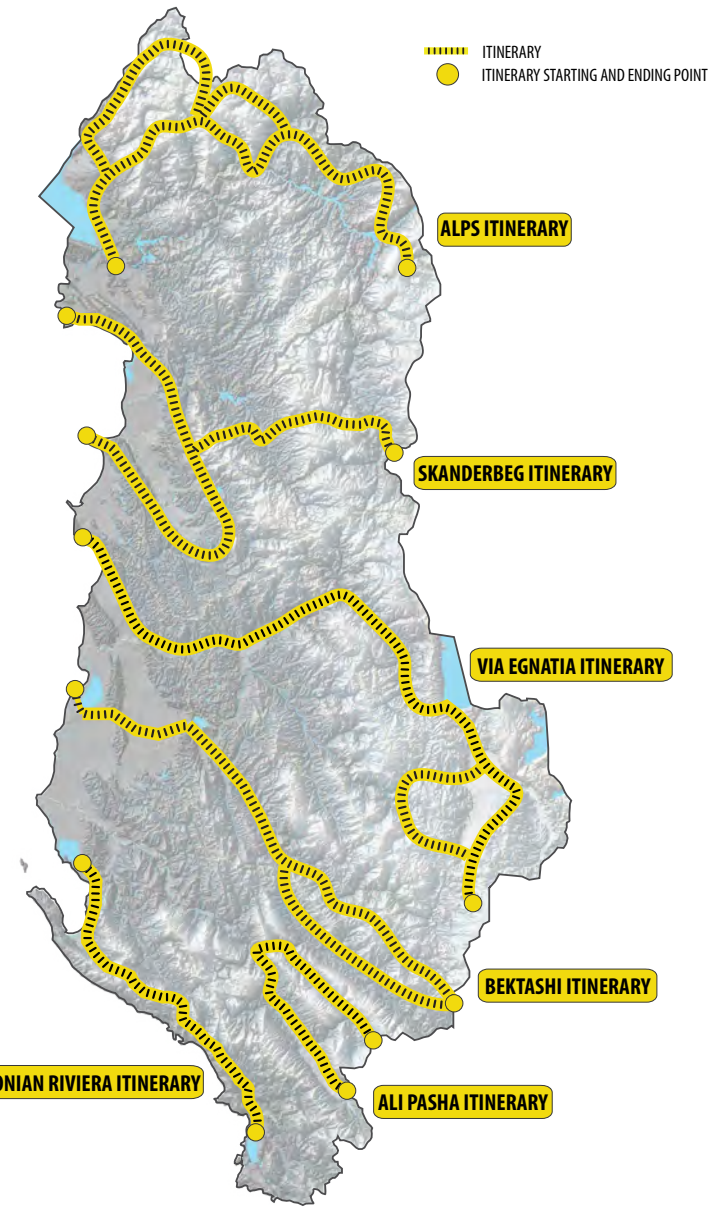 ITINERARY
ITINERARY STARTING AND ENDING POINT
ALPS ITINERARY
SKANDERBEG ITINERARY
VIA EGNATIA ITINERARY
BEKTASHI ITINERARY
ONIAN RIVIERA ITINERARY
ALI PASHA ITINERARY